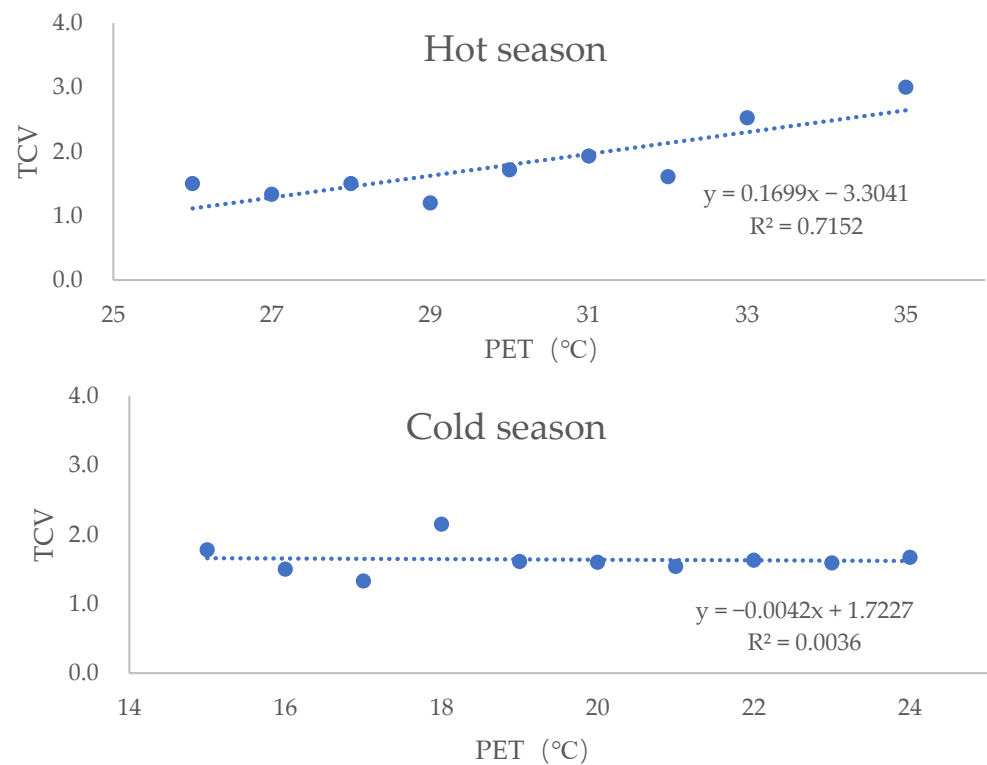 Hot season
4.0
3.0
2.0
1.0
0.0
TCV
y = 0.1699x − 3.3041
R² = 0.7152
25 27 29 31 33 35
PET (℃)
Cold season
4.0
3.0
2.0
1.0
0.0
TCV
y = −0.0042x + 1.7227
R² = 0.0036
14 16 18 20 22 24
PET (℃)